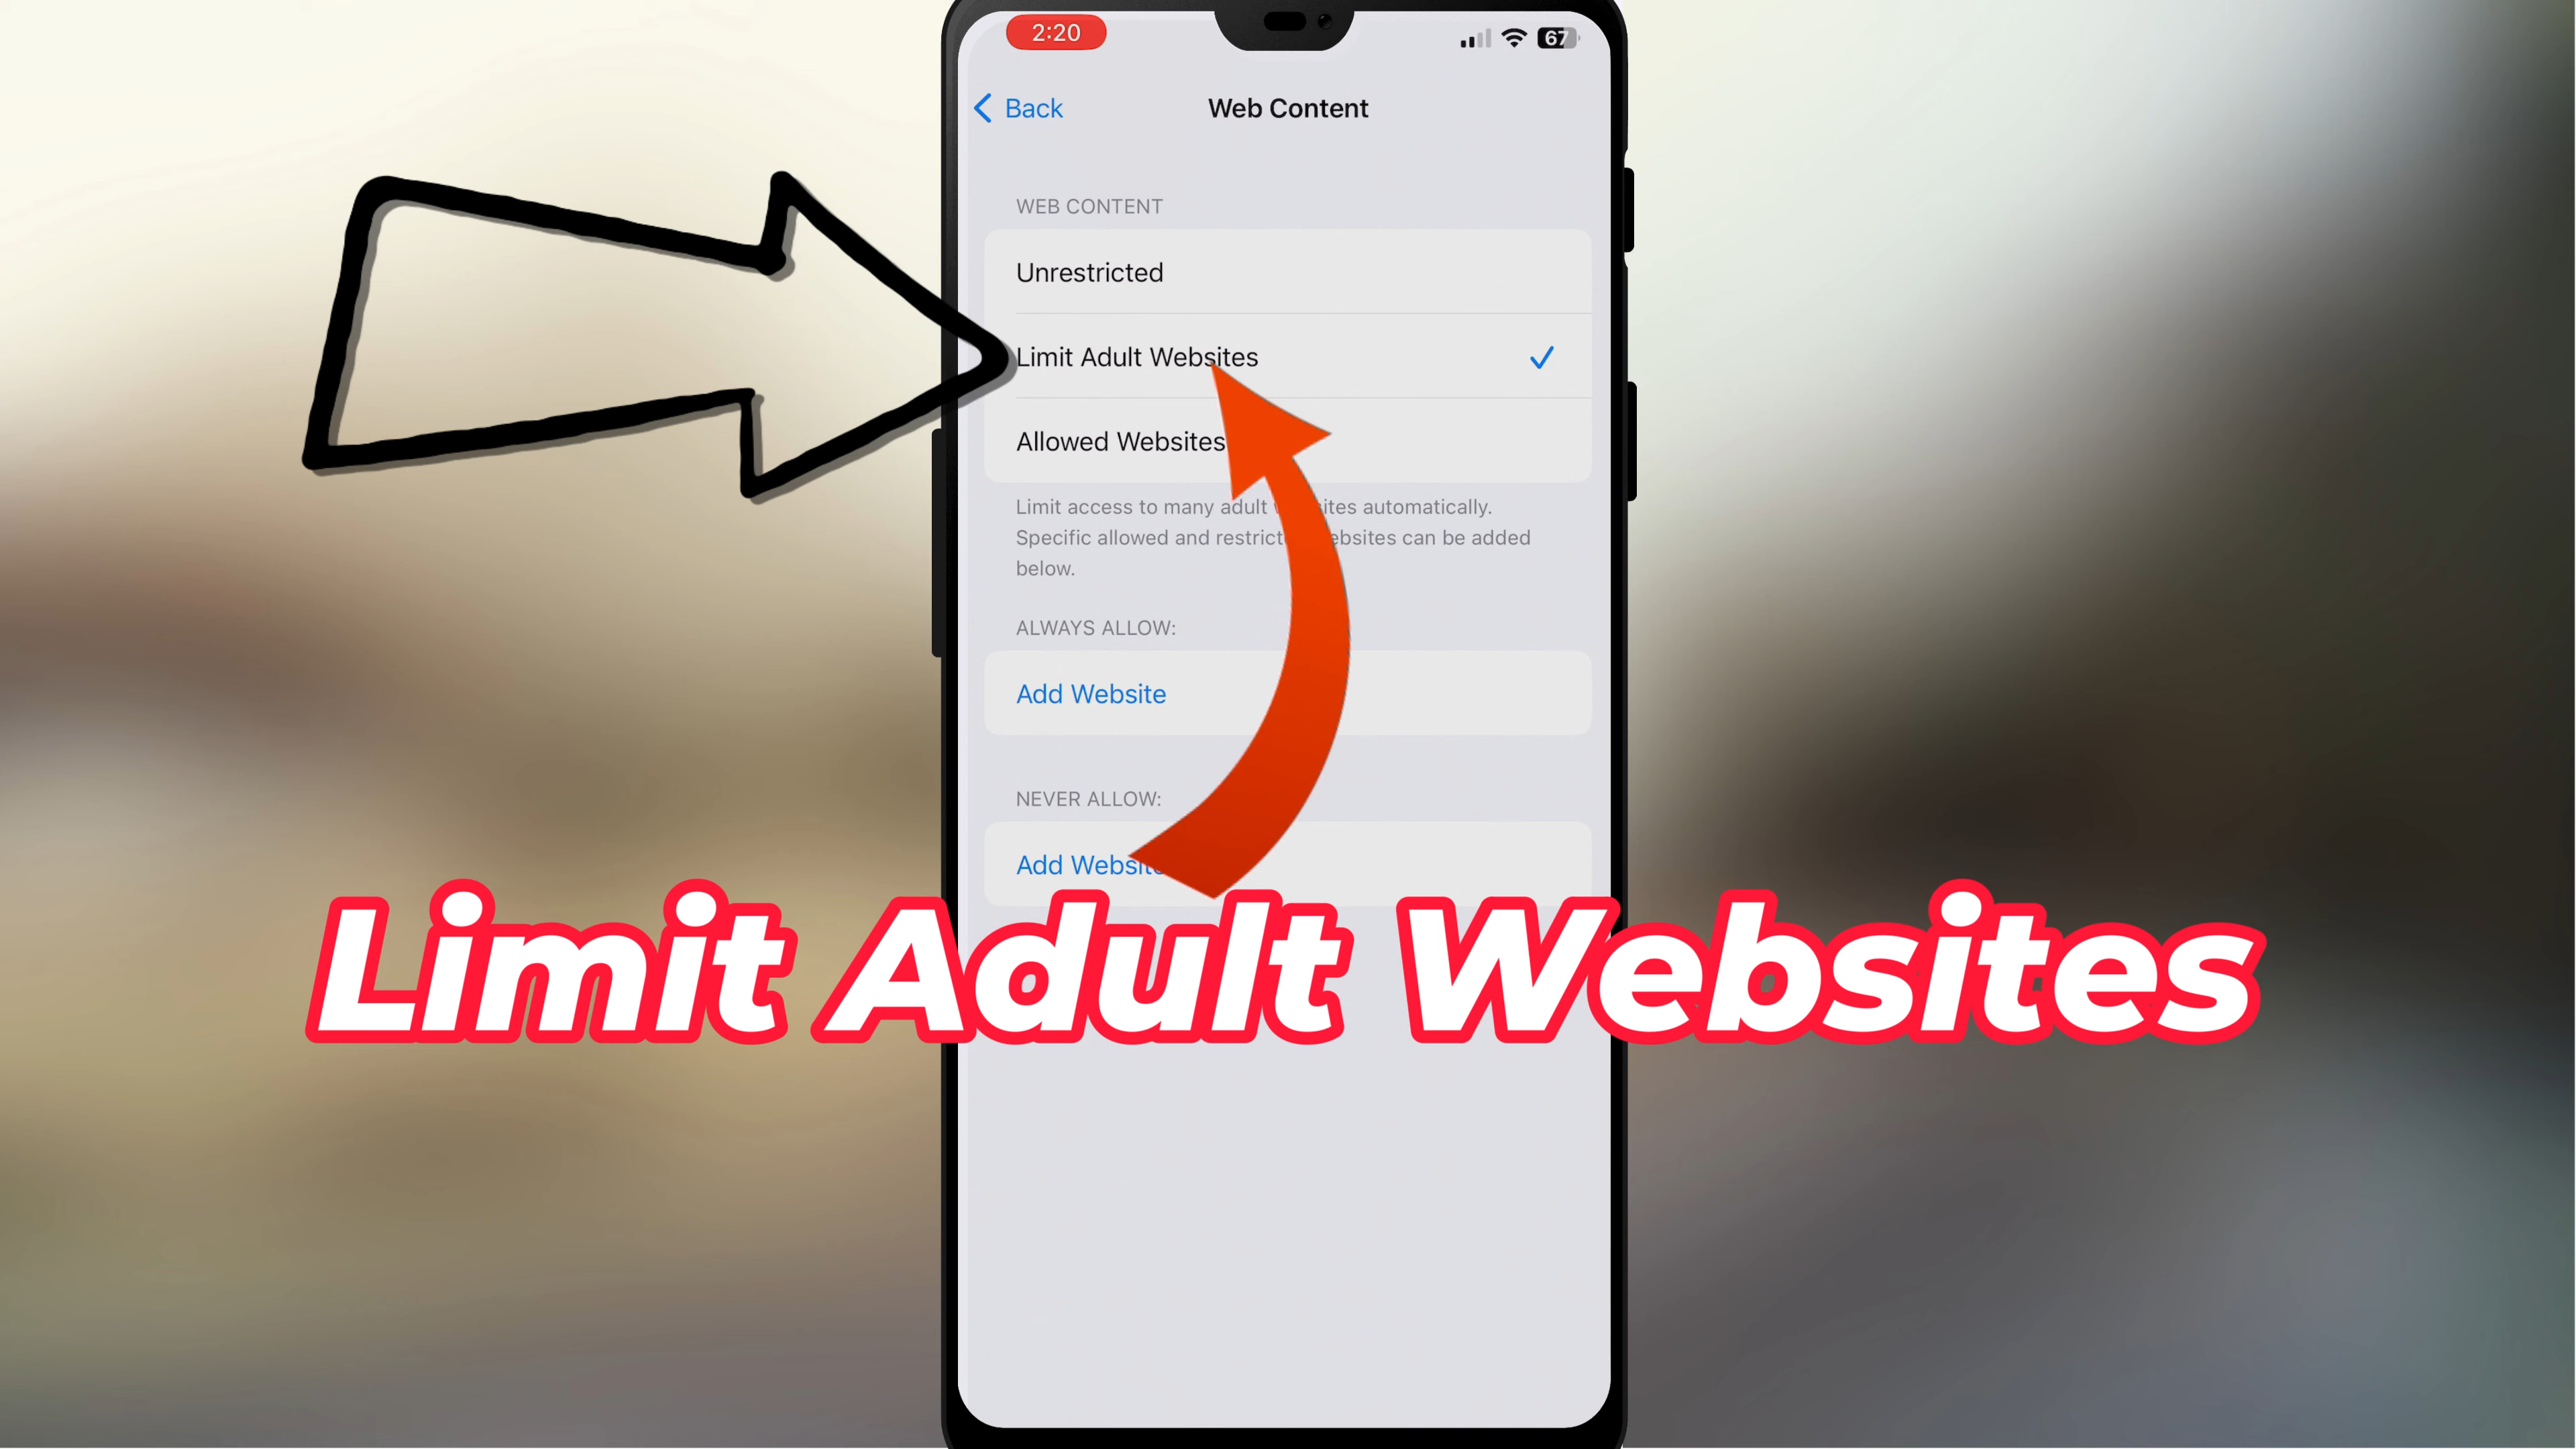 2:20
67
Back
Web Content
WEB CONTENT
Unrestricted
Limit Adult Websites
Allowed Websites
Limit access to many adult websites automatically.
Specific allowed and restricted websites can be added
below.
ALWAYS ALLOW:
Add Website
NEVER ALLOW:
Add Website
Limit Adult Websites